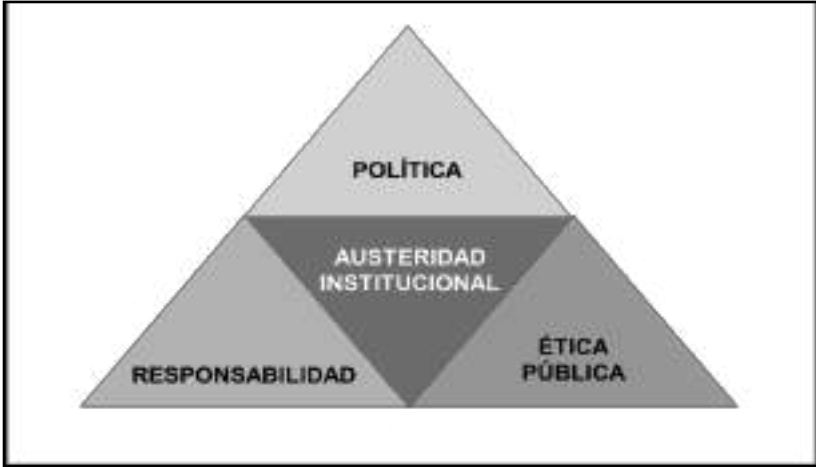 POLÍTICA
AUSTERIDAD
INSTITUCIONAL
RESPONSABILIDAD
ÉTICA
PÚBLICA